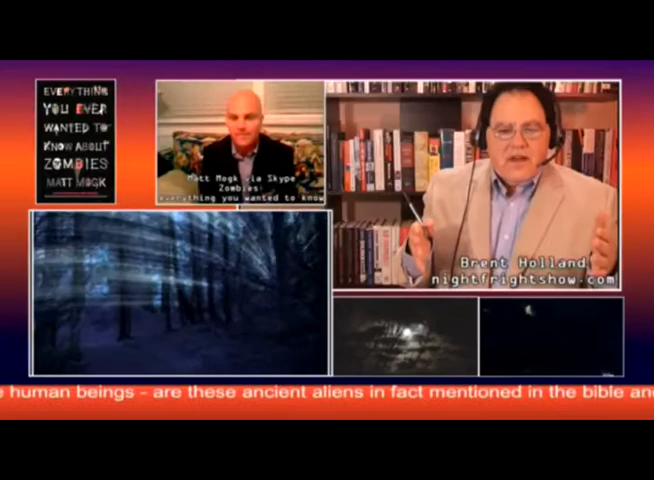 EVERYTHING
YOU EVER
WANTED TO
KNOW ABOUT
ZOMBIES
MATT MOGK
Matt Mogk via Skype
Zombies:
everything you wanted to know
Brent Holland
nightfrightshow.com
e human beings - are these ancient aliens in fact mentioned in the bible and